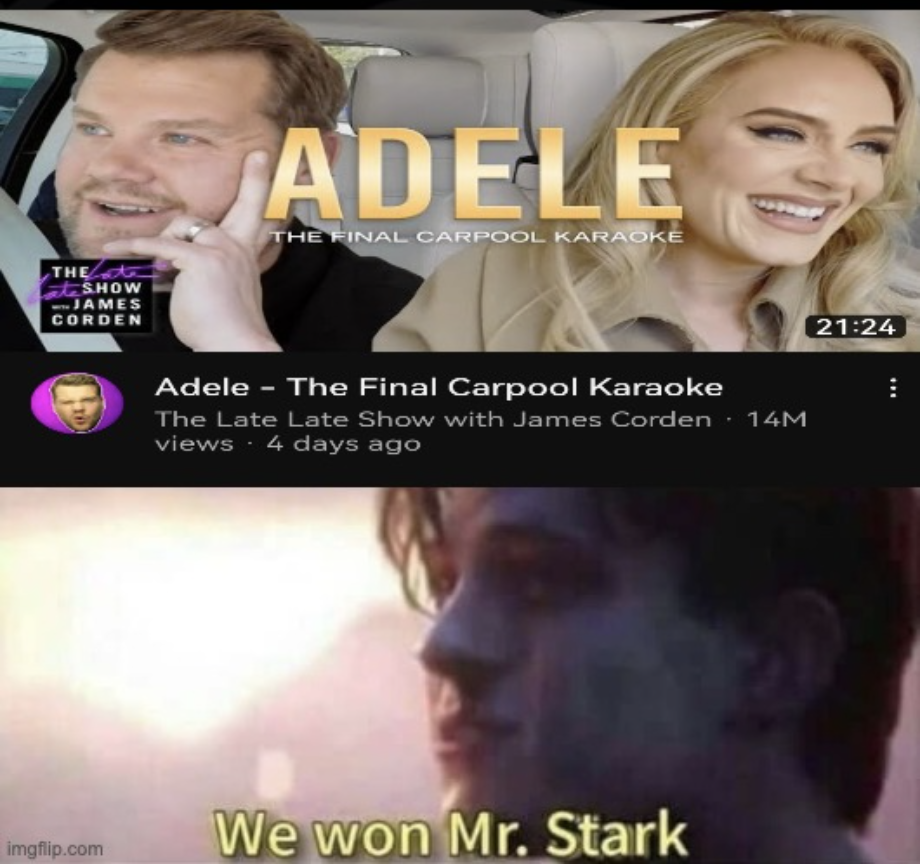 ADELE
THE FINAL CARPOOL KARAOKE
THE Late
Late SHOW
WITH JAMES
CORDEN
21:24
Adele – The Final Carpool Karaoke
The Late Late Show with James Corden · 14M
views · 4 days ago
We won Mr. Stark
imgflip.com